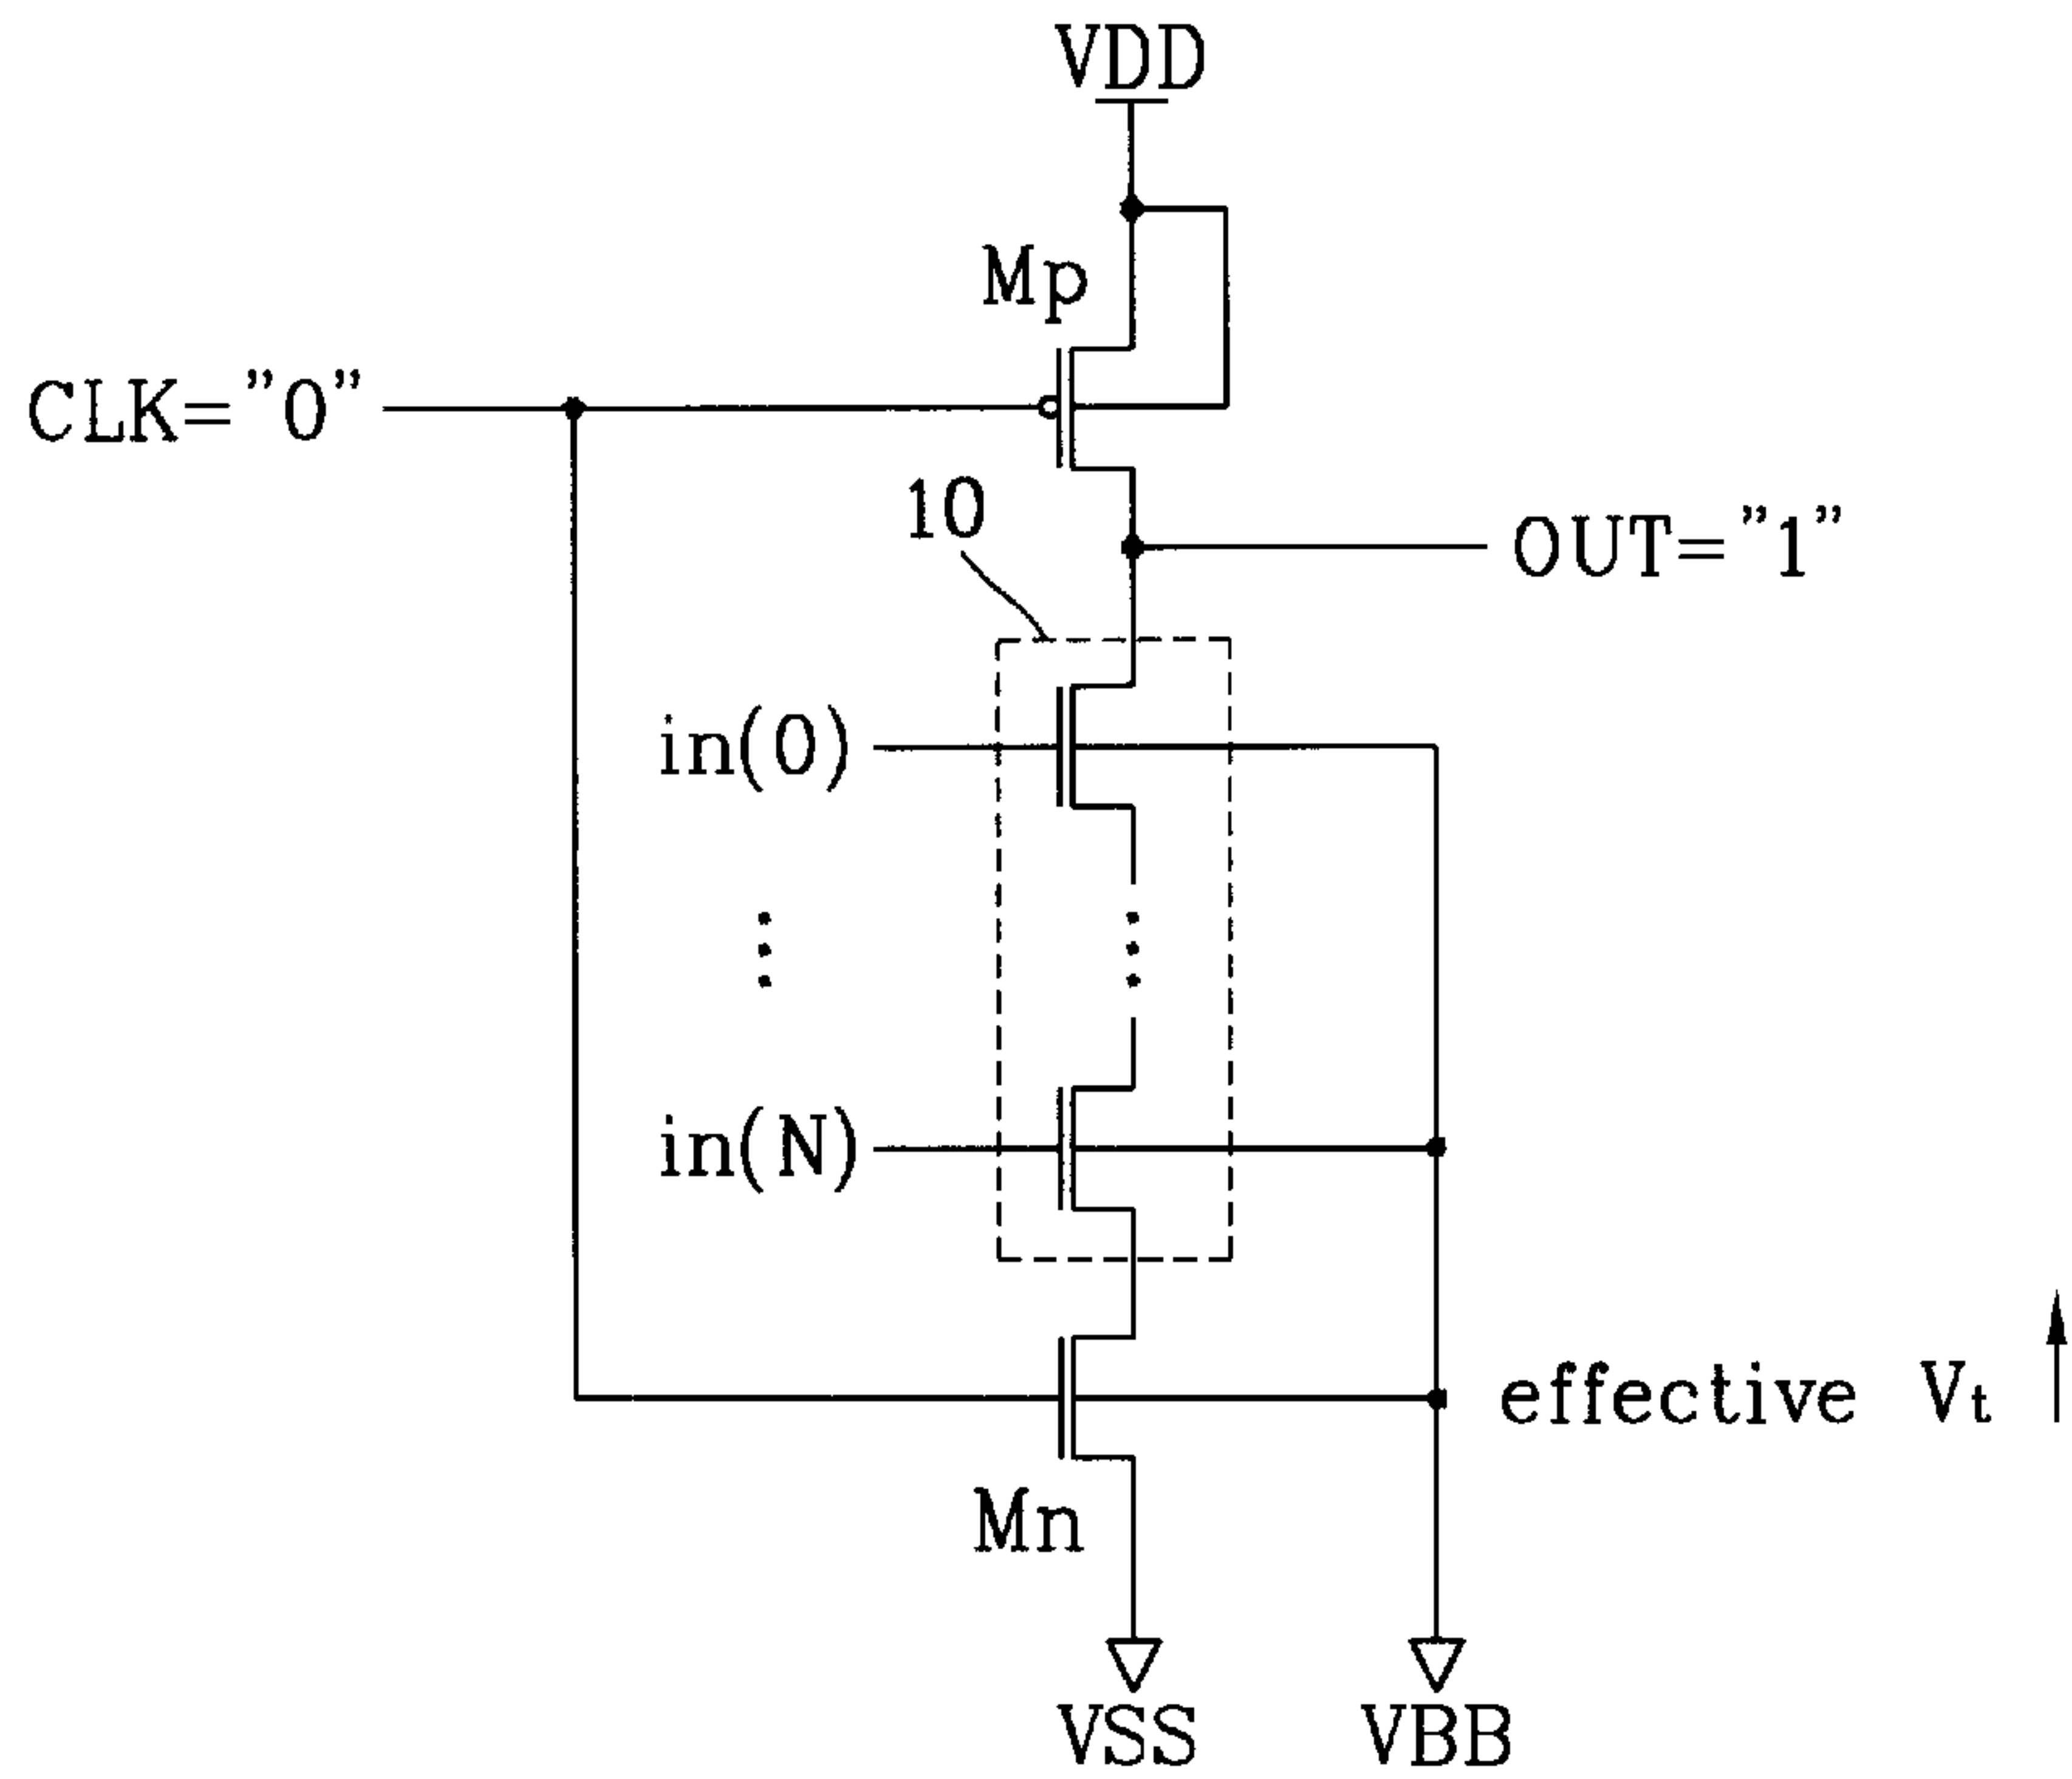 VDD
Mp
CLK="0"
10
OUT="1"
in(0)
in(N)
effective Vt
Mn
VSS
VBB